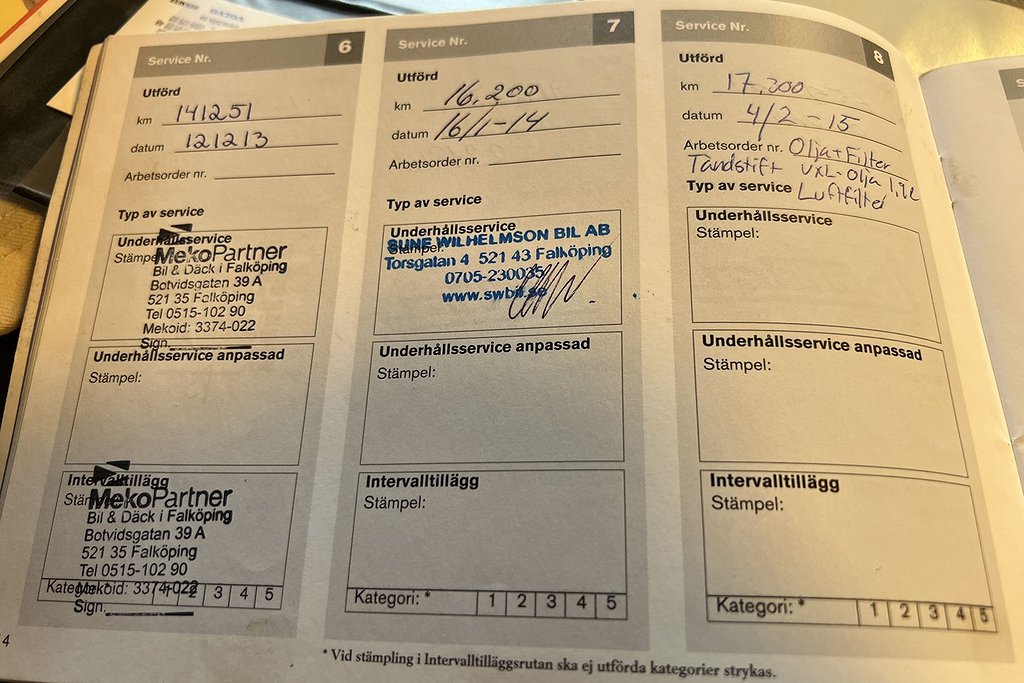 Service Nr. 6
Utförd
km 141251
datum 121213
Arbetsorder nr.
Typ av service
Underhållsservice
Stämpel:
MekoPartner
Bil & Däck i Falköping
Botvidsgatan 39 A
521 35 Falköping
Tel 0515-102 90
Mekoid: 3374-022
Sign.
Underhållsservice anpassad
Stämpel:
Intervalltillägg
Stämpel:
MekoPartner
Bil & Däck i Falköping
Botvidsgatan 39 A
521 35 Falköping
Tel 0515-102 90
Mekoid: 3374-022
Kategori: * 1 2 3 4 5
Sign.
4
Service Nr. 7
Utförd
km 16,200
datum 16/1-14
Arbetsorder nr.
Typ av service
Underhållsservice
Stämpel:
SUNE WILHELMSON BIL AB
Torsgatan 4 521 43 Falköping
0705-230035
www.swbil.se
Underhållsservice anpassad
Stämpel:
Intervalltillägg
Stämpel:
Kategori: * 1 2 3 4 5
Service Nr. 8
Utförd
km 17,300
datum 4/2-15
Arbetsorder nr. Olja+Filter
Tändstift vxl-olja 1,9L
Typ av service Luftfilter
Underhållsservice
Stämpel:
Underhållsservice anpassad
Stämpel:
Intervalltillägg
Stämpel:
Kategori: * 1 2 3 4 5
* Vid stämpling i Intervalltilläggsrutan ska ej utförda kategorier strykas.